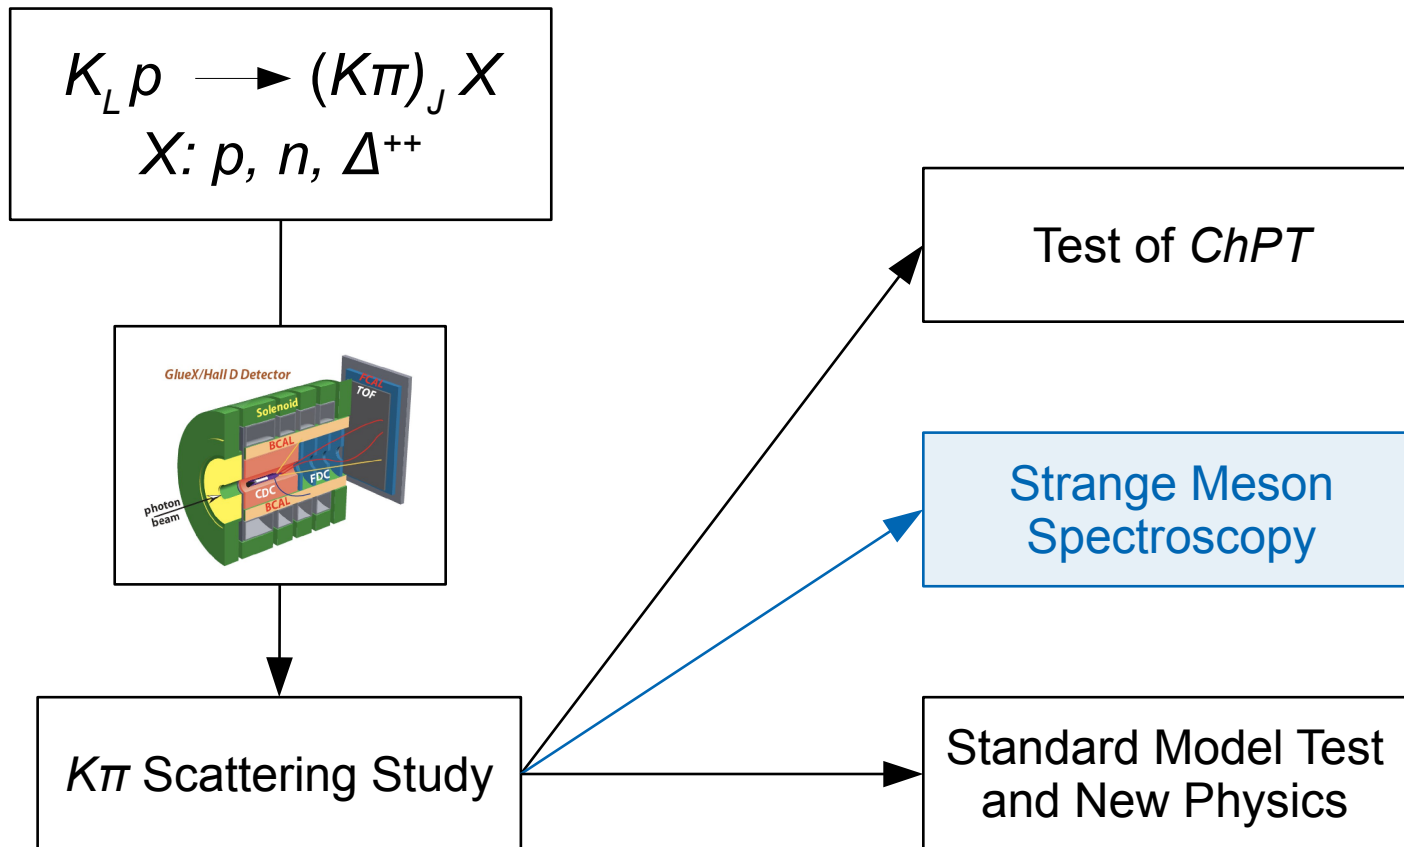 K_L p → (Kπ)_J X
X: p, n, Δ⁺⁺
GlueX/Hall D Detector
FCAL
TOF
Solenoid
BCAL
FDC
CDC
BCAL
photon
beam
Kπ Scattering Study
Test of ChPT
Strange Meson
Spectroscopy
Standard Model Test
and New Physics